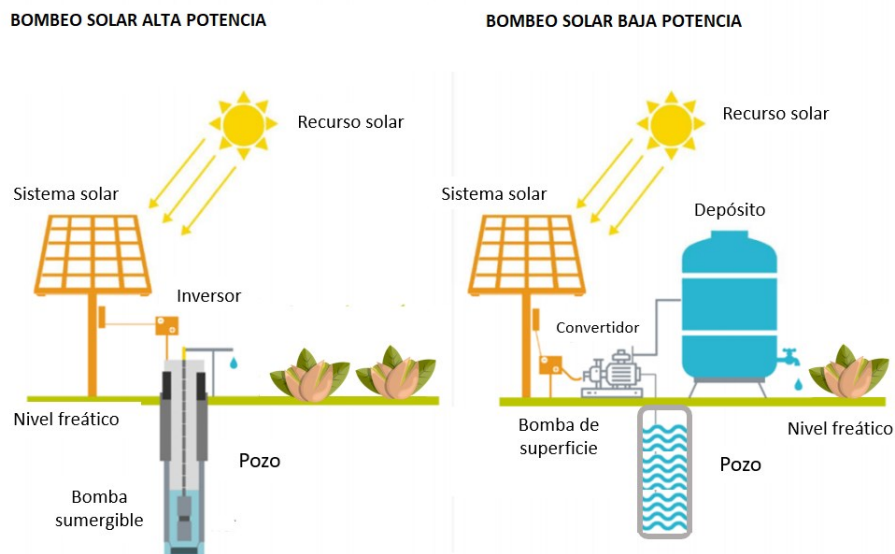 BOMBEO SOLAR ALTA POTENCIA
Recurso solar
Sistema solar
Inversor
Nivel freático
Pozo
Bomba
sumergible
BOMBEO SOLAR BAJA POTENCIA
Recurso solar
Sistema solar
Depósito
Convertidor
Bomba de
superficie
Nivel freático
Pozo